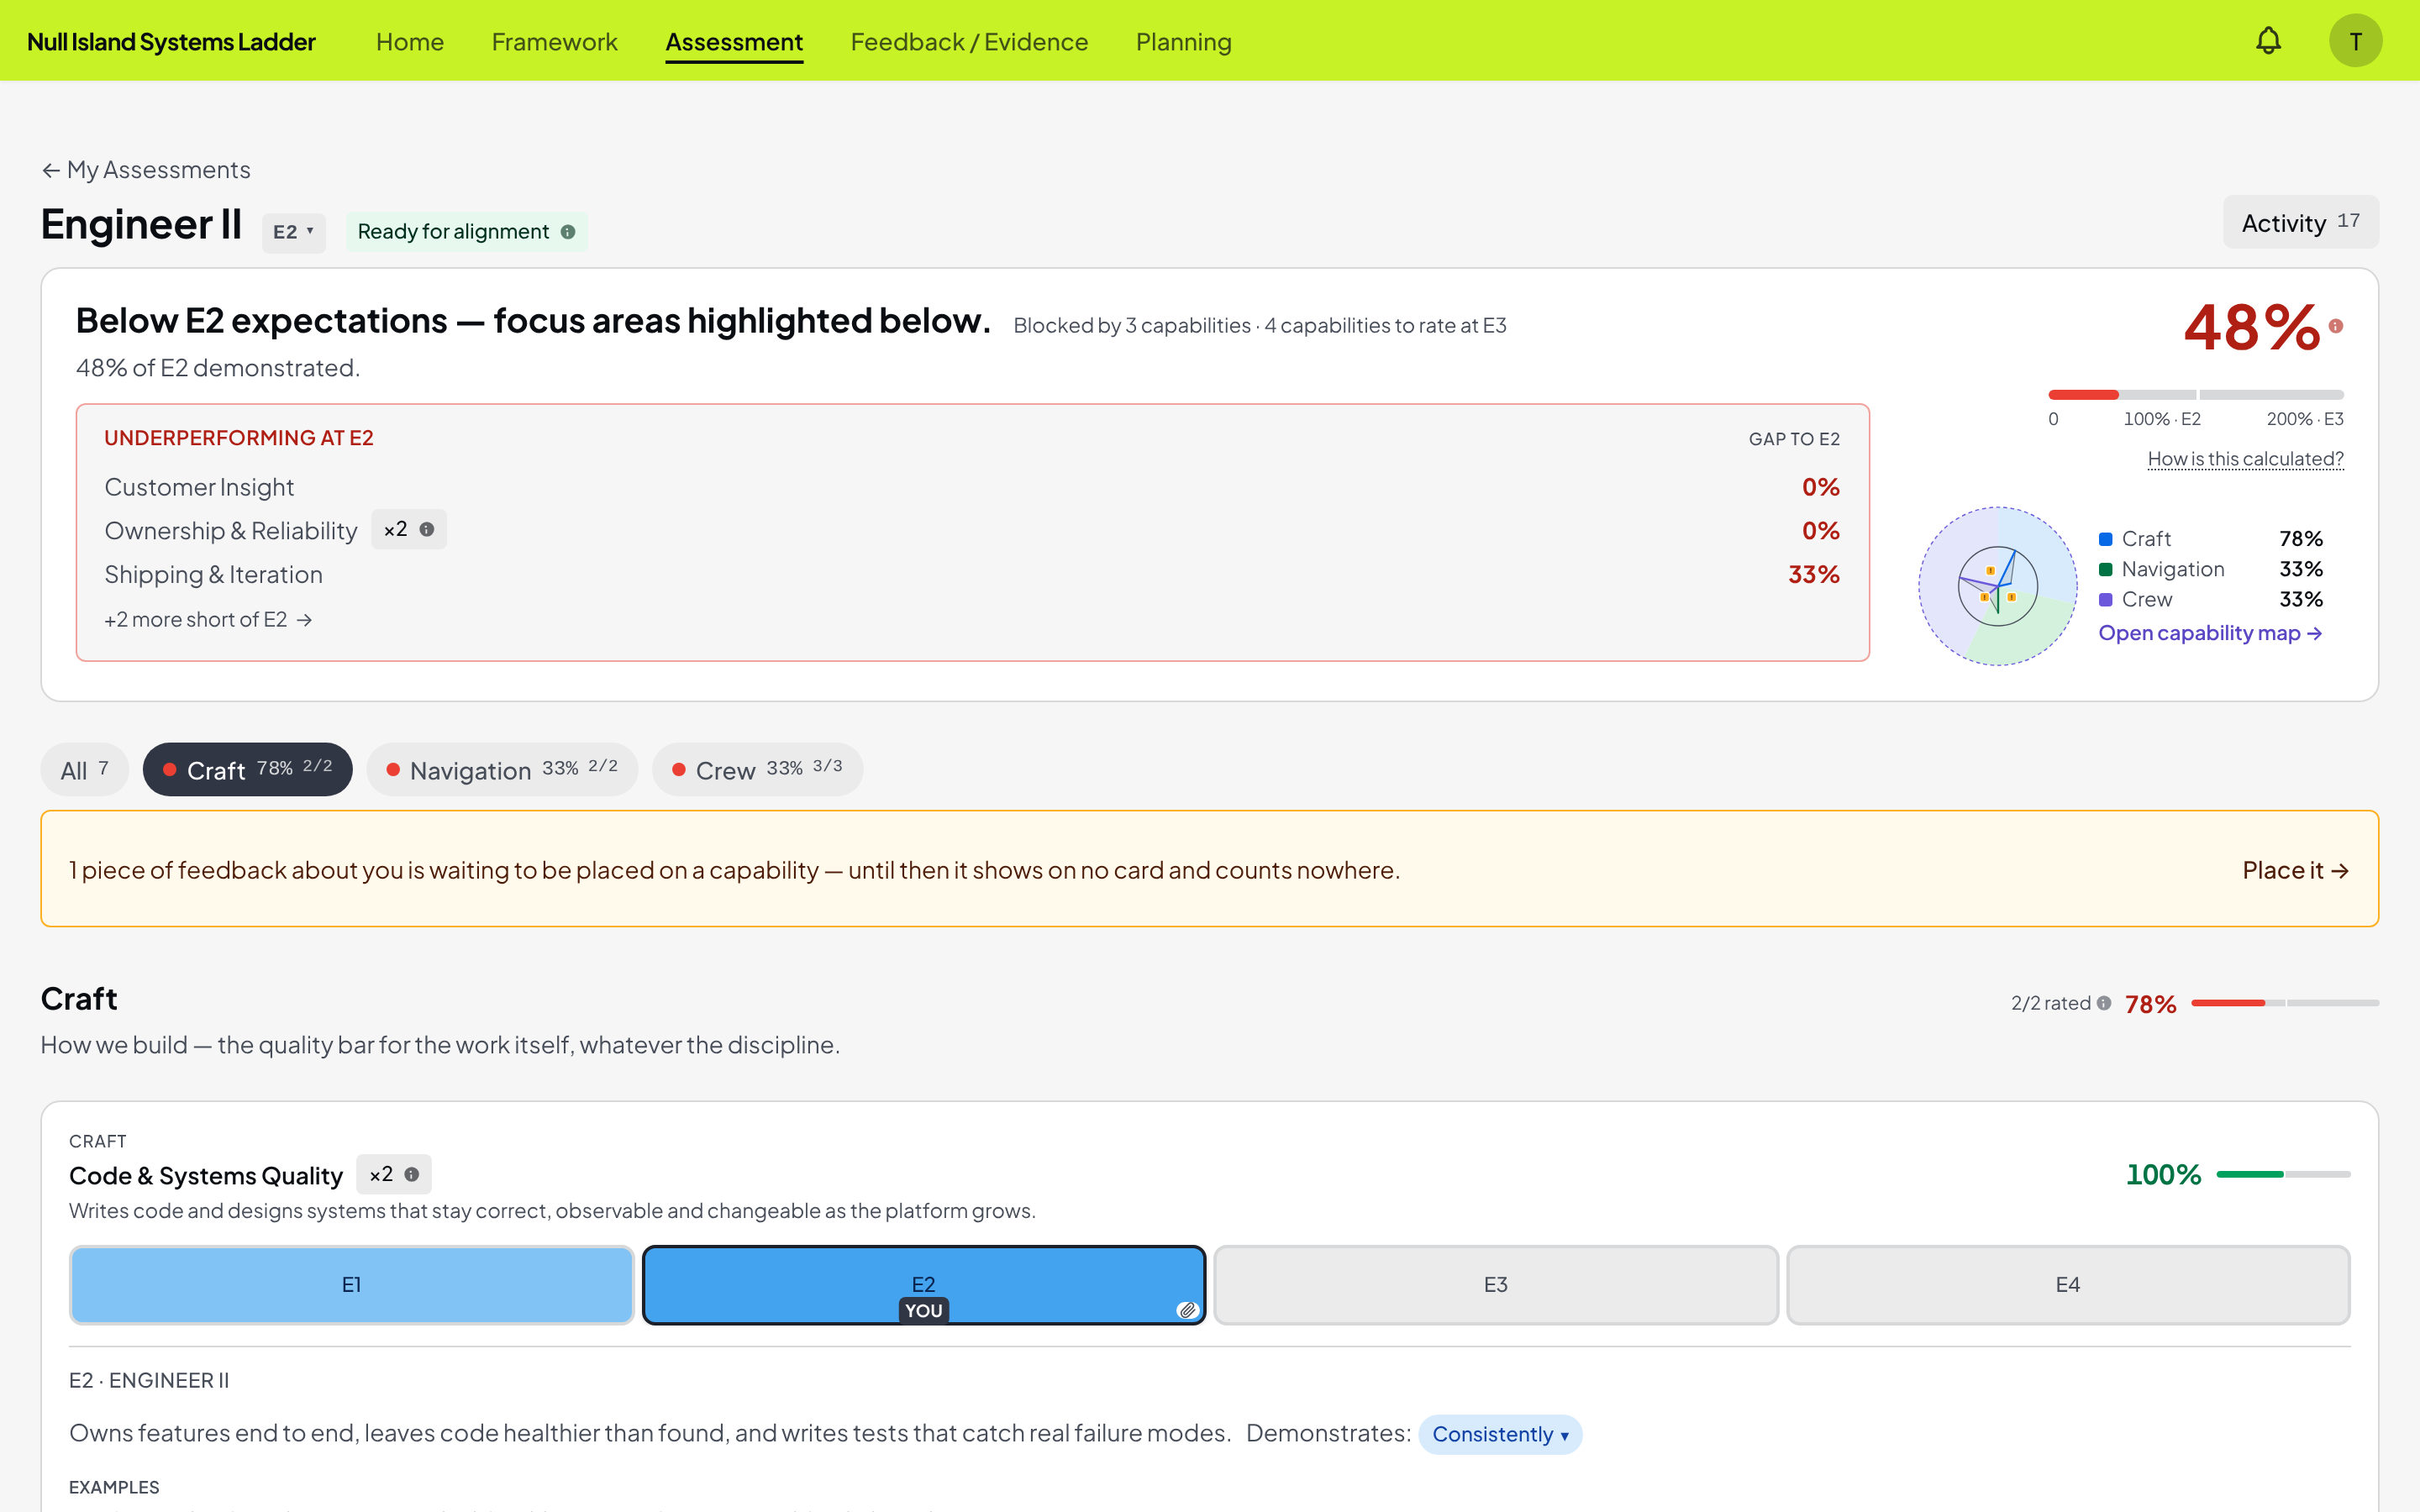 Null Island Systems Ladder
Home
Framework
Assessment
Feedback / Evidence
Planning
T
← My Assessments
Engineer II
E2 ▾
Ready for alignment
Activity 17
Below E2 expectations — focus areas highlighted below.
Blocked by 3 capabilities · 4 capabilities to rate at E3
48% of E2 demonstrated.
48%
0
100% · E2
200% · E3
How is this calculated?
UNDERPERFORMING AT E2
GAP TO E2
Customer Insight
0%
Ownership & Reliability
×2
0%
Shipping & Iteration
33%
+2 more short of E2 →
Craft
78%
Navigation
33%
Crew
33%
Open capability map →
All 7
Craft 78% 2/2
Navigation 33% 2/2
Crew 33% 3/3
1 piece of feedback about you is waiting to be placed on a capability — until then it shows on no card and counts nowhere.
Place it →
Craft
2/2 rated
78%
How we build — the quality bar for the work itself, whatever the discipline.
CRAFT
Code & Systems Quality
×2
100%
Writes code and designs systems that stay correct, observable and changeable as the platform grows.
E1
E2
YOU
E3
E4
E2 · ENGINEER II
Owns features end to end, leaves code healthier than found, and writes tests that catch real failure modes.
Demonstrates:
Consistently ▾
EXAMPLES